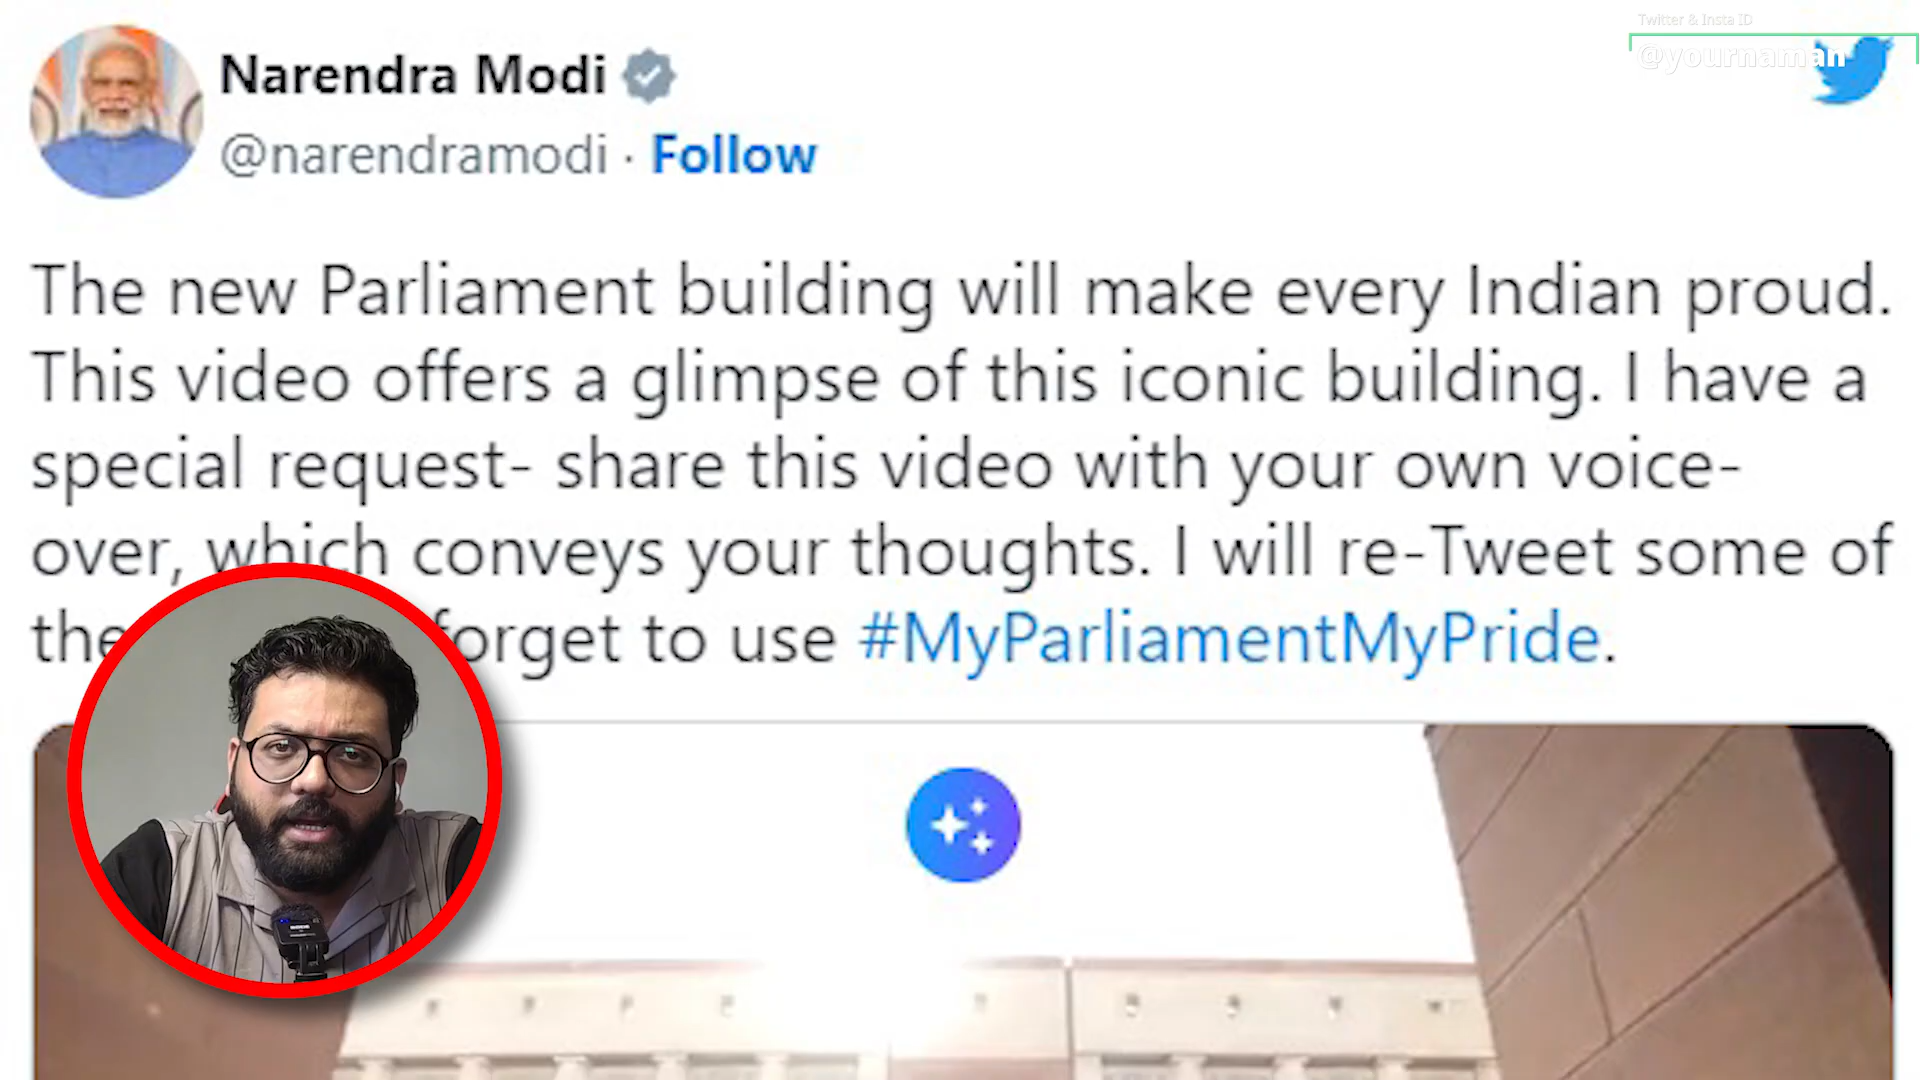 Twitter & Insta ID
@yournaman
Narendra Modi
@narendramodi · Follow
The new Parliament building will make every Indian proud.
This video offers a glimpse of this iconic building. I have a
special request- share this video with your own voice-
over, which conveys your thoughts. I will re-Tweet some of
the forget to use #MyParliamentMyPride.